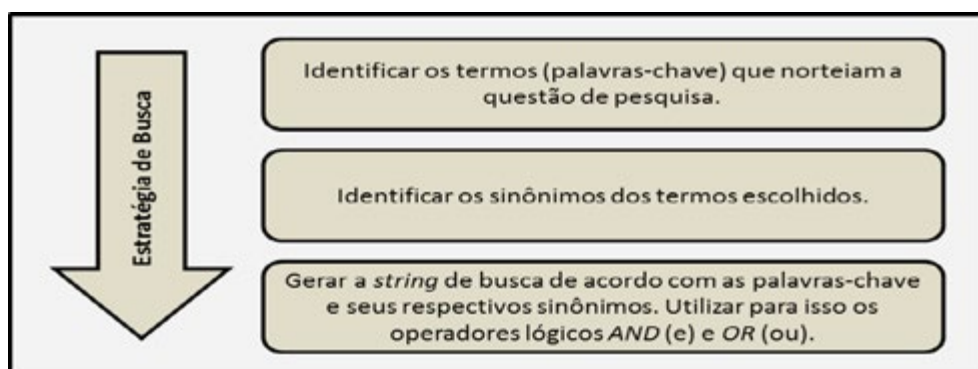 Estratégia de Busca
Identificar os termos (palavras-chave) que norteiam a
questão de pesquisa.
Identificar os sinônimos dos termos escolhidos.
Gerar a string de busca de acordo com as palavras-chave
e seus respectivos sinônimos. Utilizar para isso os
operadores lógicos AND (e) e OR (ou).